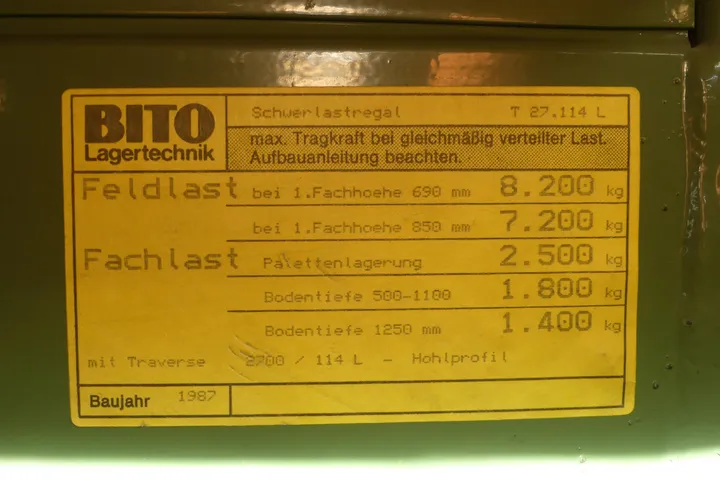 BITO
Lagertechnik
Schwerlastregal T 27.114 L
max. Tragkraft bei gleichmäßig verteilter Last.
Aufbauanleitung beachten.
Feldlast bei 1.Fachhoehe 690 mm 8.200 kg
bei 1.Fachhoehe 850 mm 7.200 kg
Fachlast Palettenlagerung 2.500 kg
Bodentiefe 500-1100 1.800 kg
Bodentiefe 1250 mm 1.400 kg
mit Traverse 2700 / 114 L - Hohlprofil
Baujahr 1987